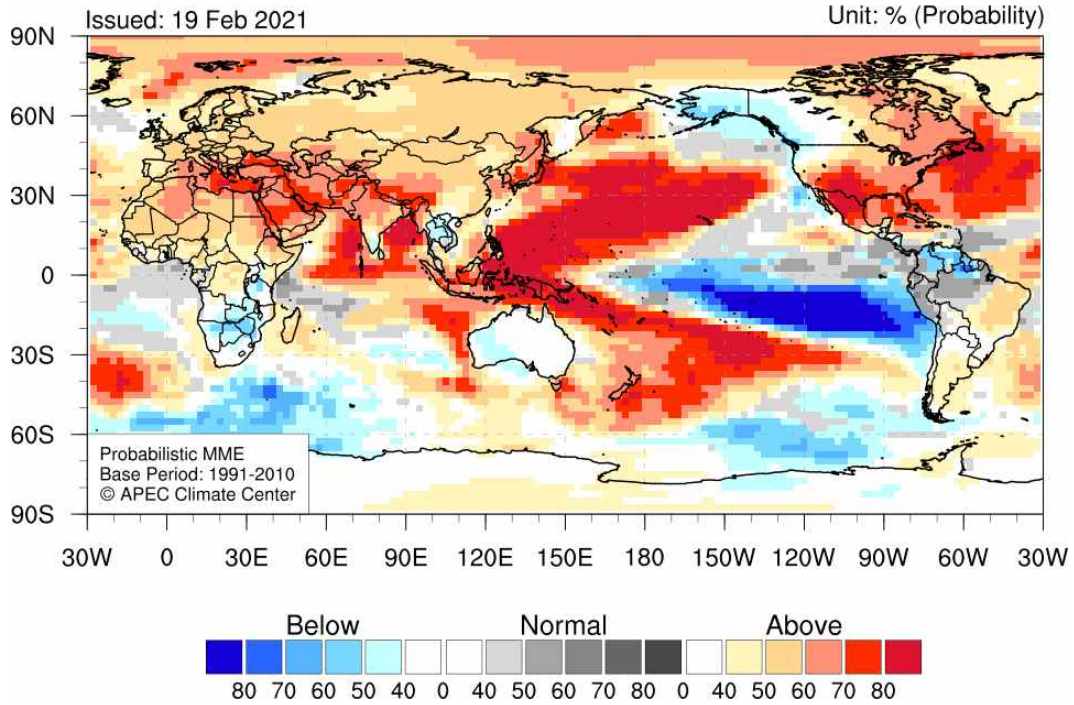 Issued: 19 Feb 2021 Unit: % (Probability)
90N
60N
30N
0
30S
60S
90S
Probabilistic MME
Base Period: 1991-2010
© APEC Climate Center
30W 0 30E 60E 90E 120E 150E 180 150W 120W 90W 60W 30W
Below Normal Above
80 70 60 50 40 0 40 50 60 70 80 0 40 50 60 70 80